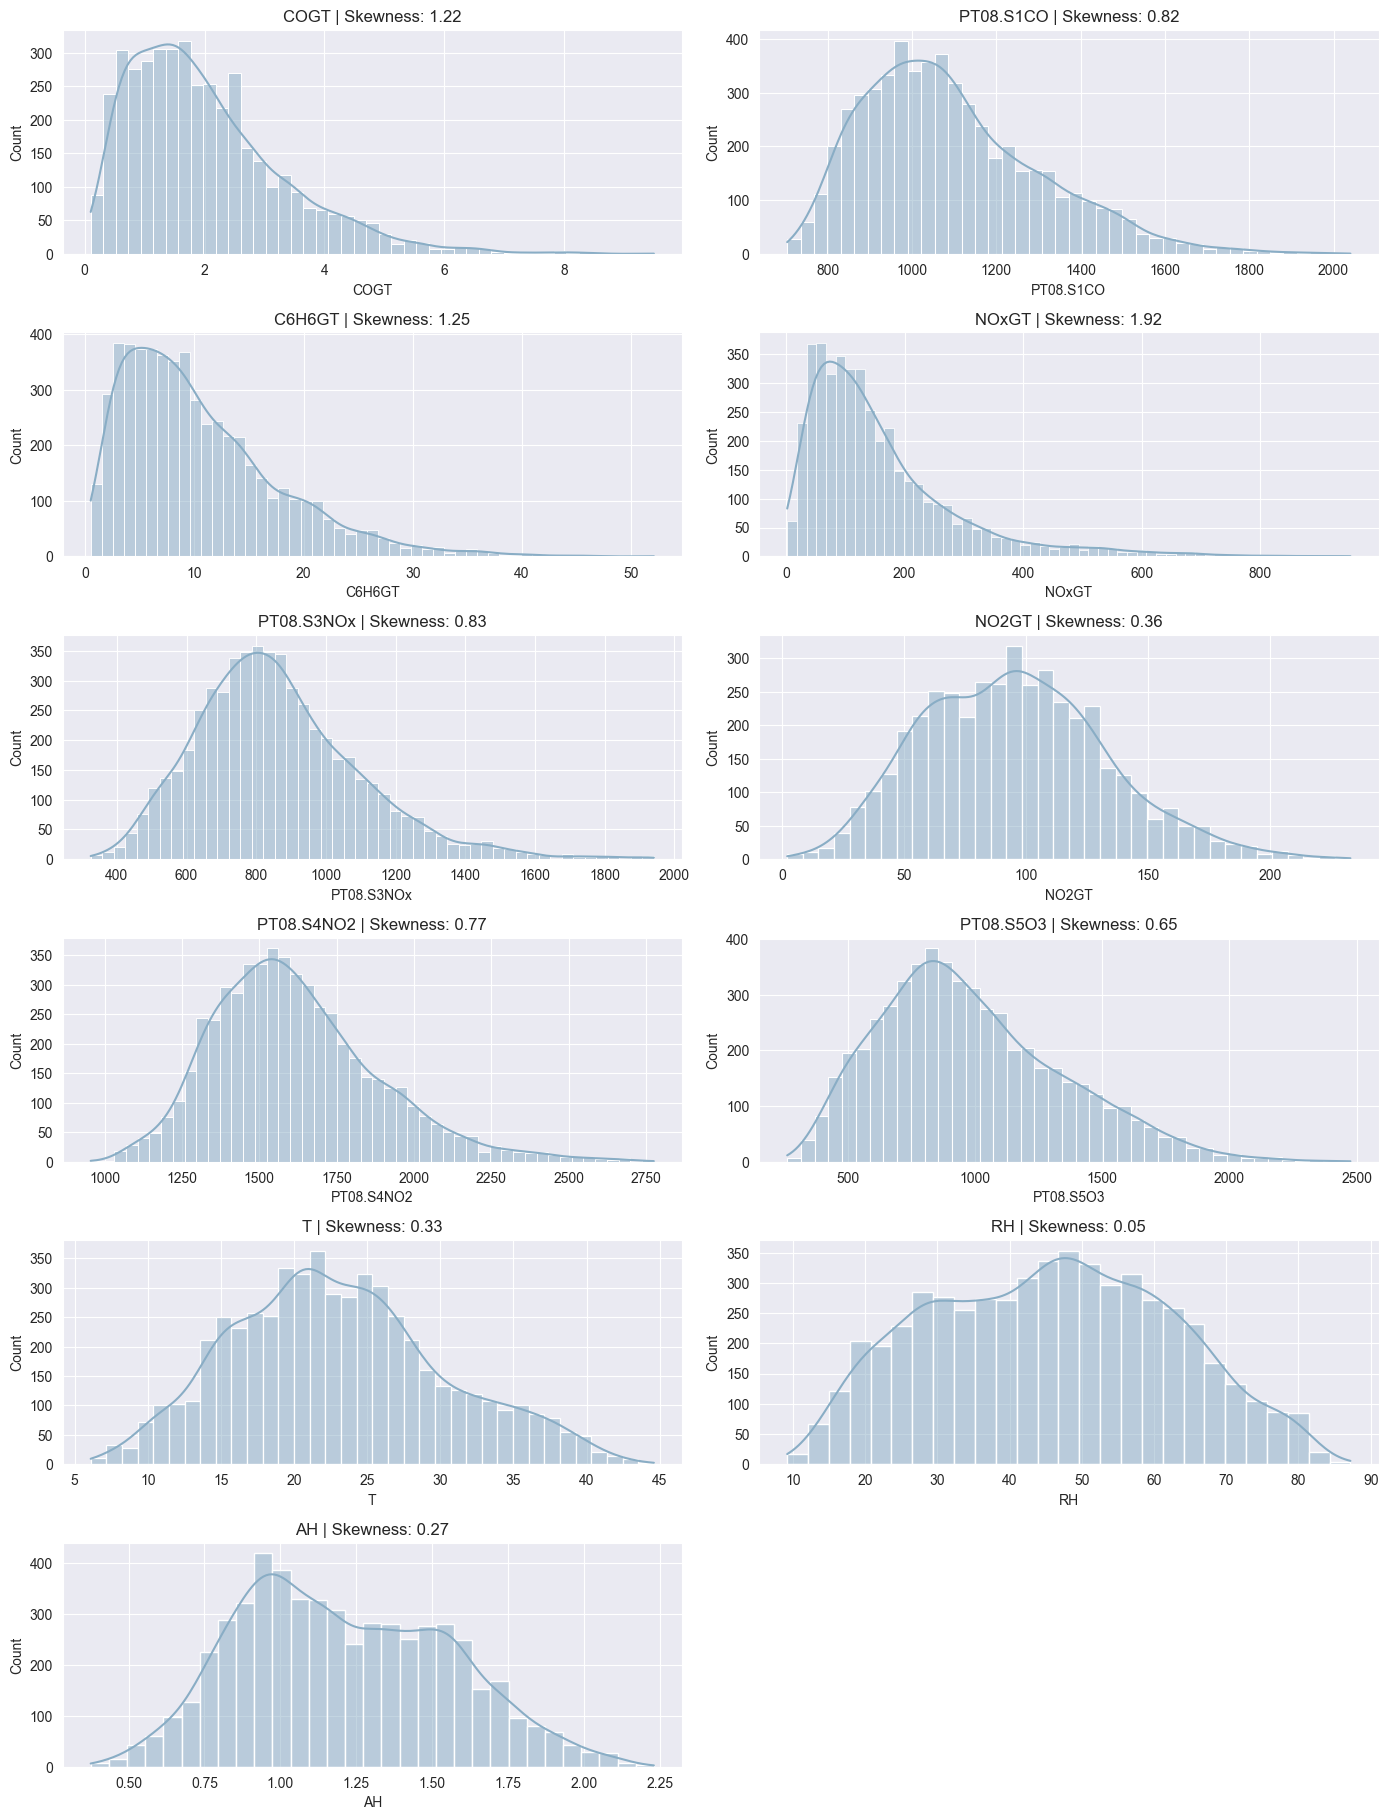 COGT | Skewness: 1.22
300
250
200
150
100
50
0
Count
0 2 4 6 8
COGT
PT08.S1CO | Skewness: 0.82
400
300
200
100
0
Count
800 1000 1200 1400 1600 1800 2000
PT08.S1CO
C6H6GT | Skewness: 1.25
400
300
200
100
0
Count
0 10 20 30 40 50
C6H6GT
NOxGT | Skewness: 1.92
350
300
250
200
150
100
50
0
Count
0 200 400 600 800
NOxGT
PT08.S3NOx | Skewness: 0.83
350
300
250
200
150
100
50
0
Count
400 600 800 1000 1200 1400 1600 1800 2000
PT08.S3NOx
NO2GT | Skewness: 0.36
300
250
200
150
100
50
0
Count
0 50 100 150 200
NO2GT
PT08.S4NO2 | Skewness: 0.77
350
300
250
200
150
100
50
0
Count
1000 1250 1500 1750 2000 2250 2500 2750
PT08.S4NO2
PT08.S5O3 | Skewness: 0.65
400
300
200
100
0
Count
500 1000 1500 2000 2500
PT08.S5O3
T | Skewness: 0.33
350
300
250
200
150
100
50
0
Count
5 10 15 20 25 30 35 40 45
T
RH | Skewness: 0.05
350
300
250
200
150
100
50
0
Count
10 20 30 40 50 60 70 80 90
RH
AH | Skewness: 0.27
400
300
200
100
0
Count
0.50 0.75 1.00 1.25 1.50 1.75 2.00 2.25
AH